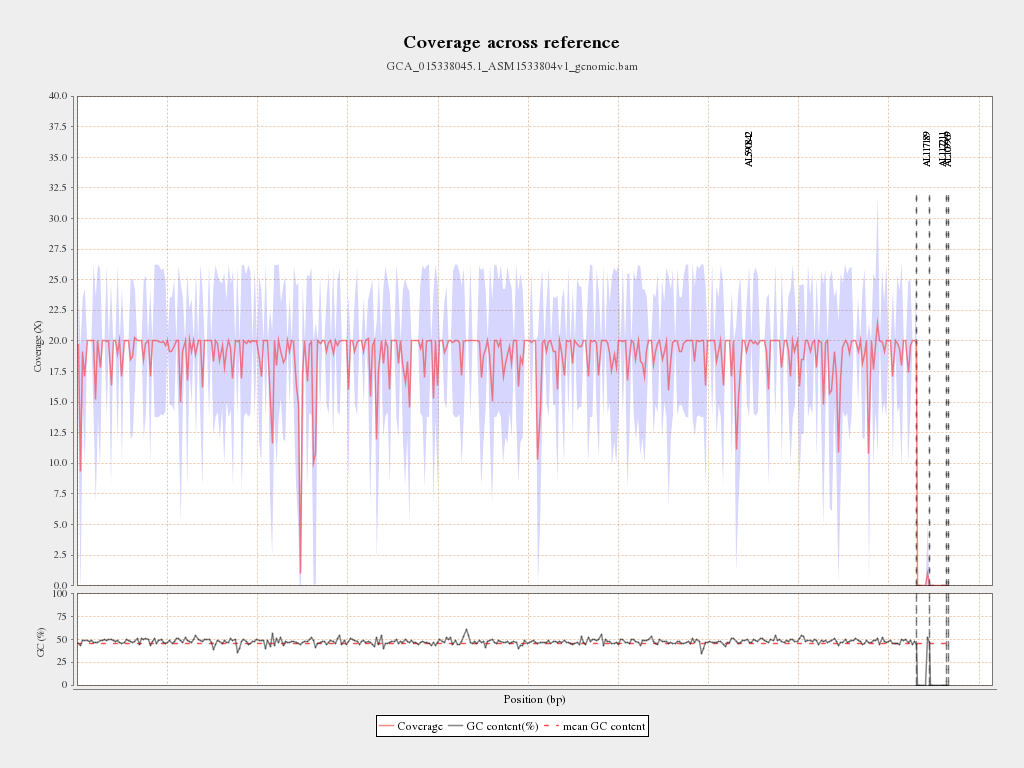 Coverage across reference
GCA_015338045.1_ASM1533804v1_genomic.bam
40.0
37.5
35.0
32.5
30.0
27.5
25.0
22.5
20.0
17.5
15.0
12.5
10.0
7.5
5.0
2.5
0.0
Coverage (X)
AL590842
AL117189
AL117211
AL109969
100
75
50
25
0
GC (%)
Position (bp)
Coverage GC content(%) mean GC content